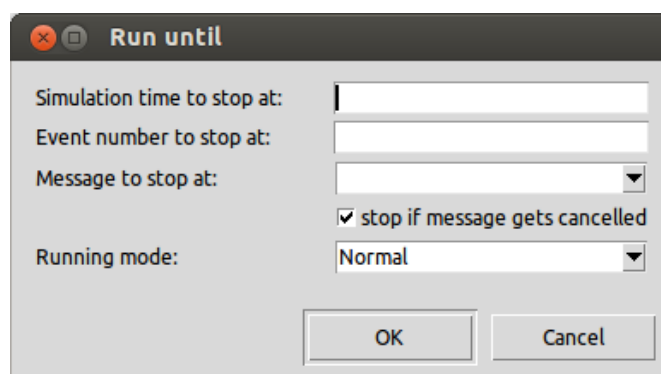 Run until
Simulation time to stop at:
Event number to stop at:
Message to stop at:
stop if message gets cancelled
Running mode: Normal
OK Cancel